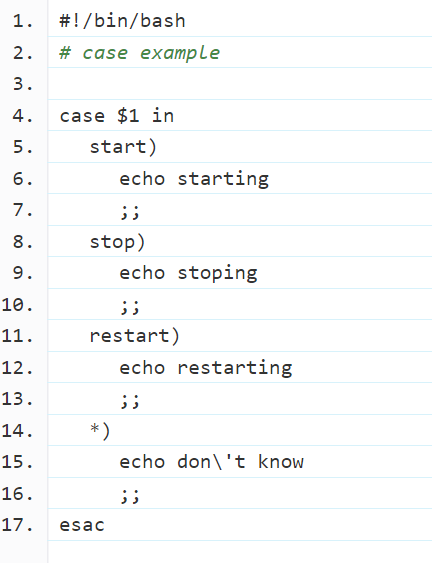 1. #!/bin/bash
2. # case example
3.
4. case $1 in
5. start)
6. echo starting
7. ;;
8. stop)
9. echo stoping
10. ;;
11. restart)
12. echo restarting
13. ;;
14. *)
15. echo don\'t know
16. ;;
17. esac